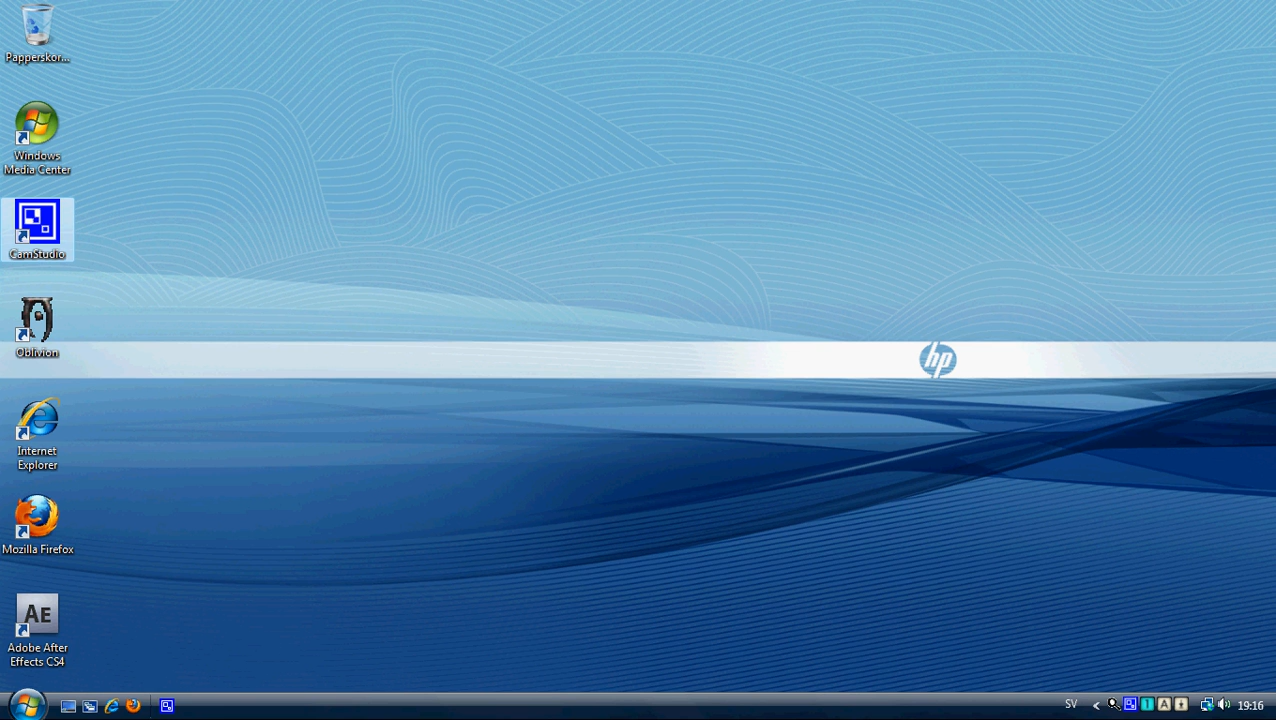 Papperskor...
Windows
Media Center
CamStudio
Oblivion
hp
Internet
Explorer
Mozilla Firefox
AE
Adobe After
Effects CS4
SV
A
19:16